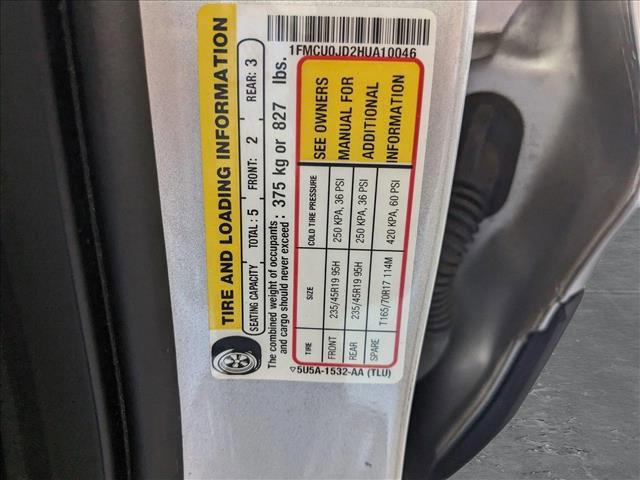 1FMCU0JD2HUA10046
TIRE AND LOADING INFORMATION
SEATING CAPACITY TOTAL: 5 FRONT: 2 REAR: 3
The combined weight of occupants
and cargo should never exceed: 375 kg or 827 lbs.
TIRE SIZE COLD TIRE PRESSURE
FRONT 235/45R19 95H 250 KPA, 36 PSI
REAR 235/45R19 95H 250 KPA, 36 PSI
SPARE T165/70R17 114M 420 KPA, 60 PSI
SEE OWNERS
MANUAL FOR
ADDITIONAL
INFORMATION
5U5A-1532-AA (TLU)